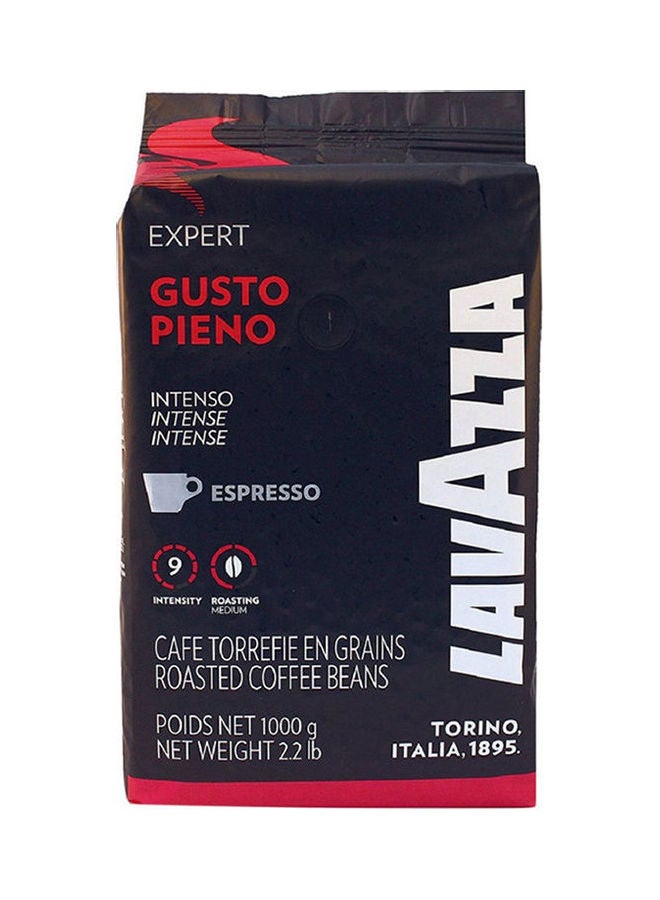 EXPERT
GUSTO
PIENO
INTENSO
INTENSE
INTENSE
ESPRESSO
9
INTENSITY
ROASTING
MEDIUM
CAFE TORREFIE EN GRAINS
ROASTED COFFEE BEANS
POIDS NET 1000 g
NET WEIGHT 2.2 lb
LAVAZZA
TORINO,
ITALIA, 1895.